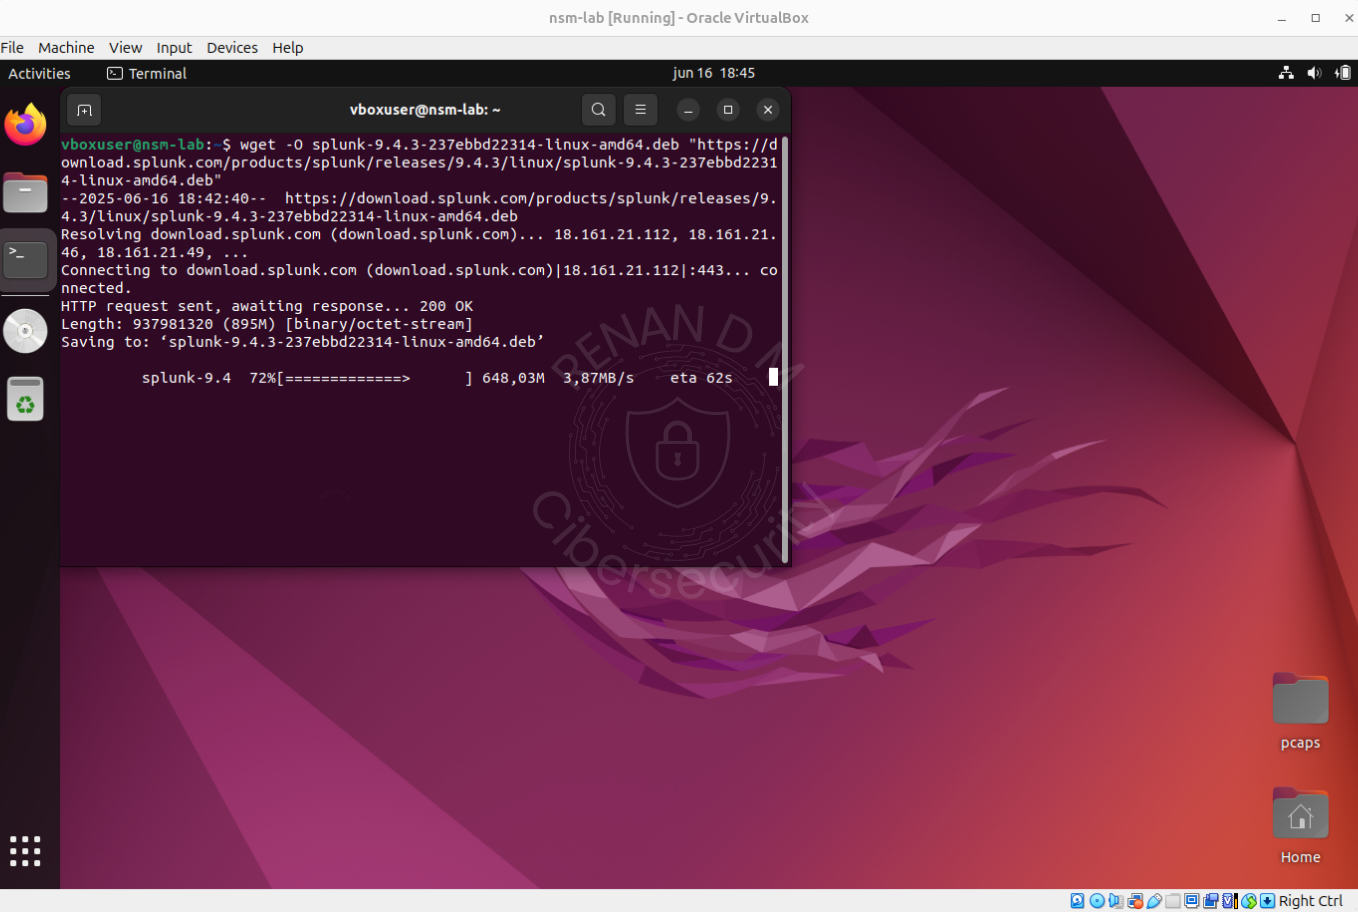 nsm-lab [Running] - Oracle VirtualBox
File Machine View Input Devices Help
Activities Terminal jun 16 18:45
vboxuser@nsm-lab: ~
vboxuser@nsm-lab:~$ wget -O splunk-9.4.3-237ebbd22314-linux-amd64.deb "https://d
ownload.splunk.com/products/splunk/releases/9.4.3/linux/splunk-9.4.3-237ebbd2231
4-linux-amd64.deb"
--2025-06-16 18:42:40--  https://download.splunk.com/products/splunk/releases/9.
4.3/linux/splunk-9.4.3-237ebbd22314-linux-amd64.deb
Resolving download.splunk.com (download.splunk.com)... 18.161.21.112, 18.161.21.
46, 18.161.21.49, ...
Connecting to download.splunk.com (download.splunk.com)|18.161.21.112|:443... co
nnected.
HTTP request sent, awaiting response... 200 OK
Length: 937981320 (895M) [binary/octet-stream]
Saving to: ‘splunk-9.4.3-237ebbd22314-linux-amd64.deb’
splunk-9.4  72%[=============>      ] 648,03M  3,87MB/s    eta 62s
RENAN D M
Cibersecurity
pcaps
Home
Right Ctrl